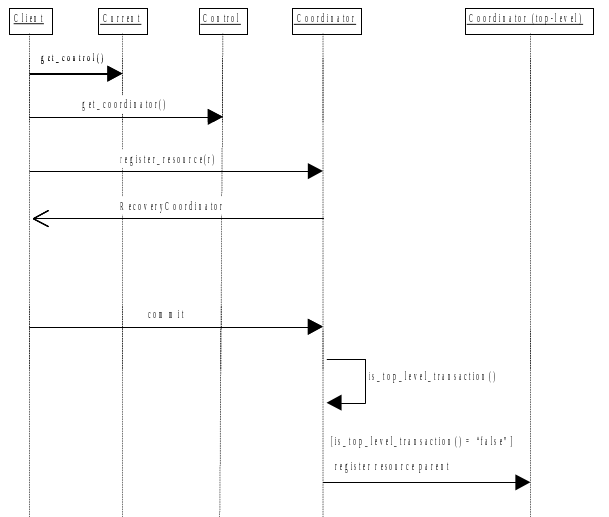 Client Current Control Coordinator Coordinator (top-level)
get_control()
get_coordinator()
register_resource(r)
RecoveryCoordinator
commit
is_top_level_transaction()
[is_top_level_transaction() = "false"]
register resource parent